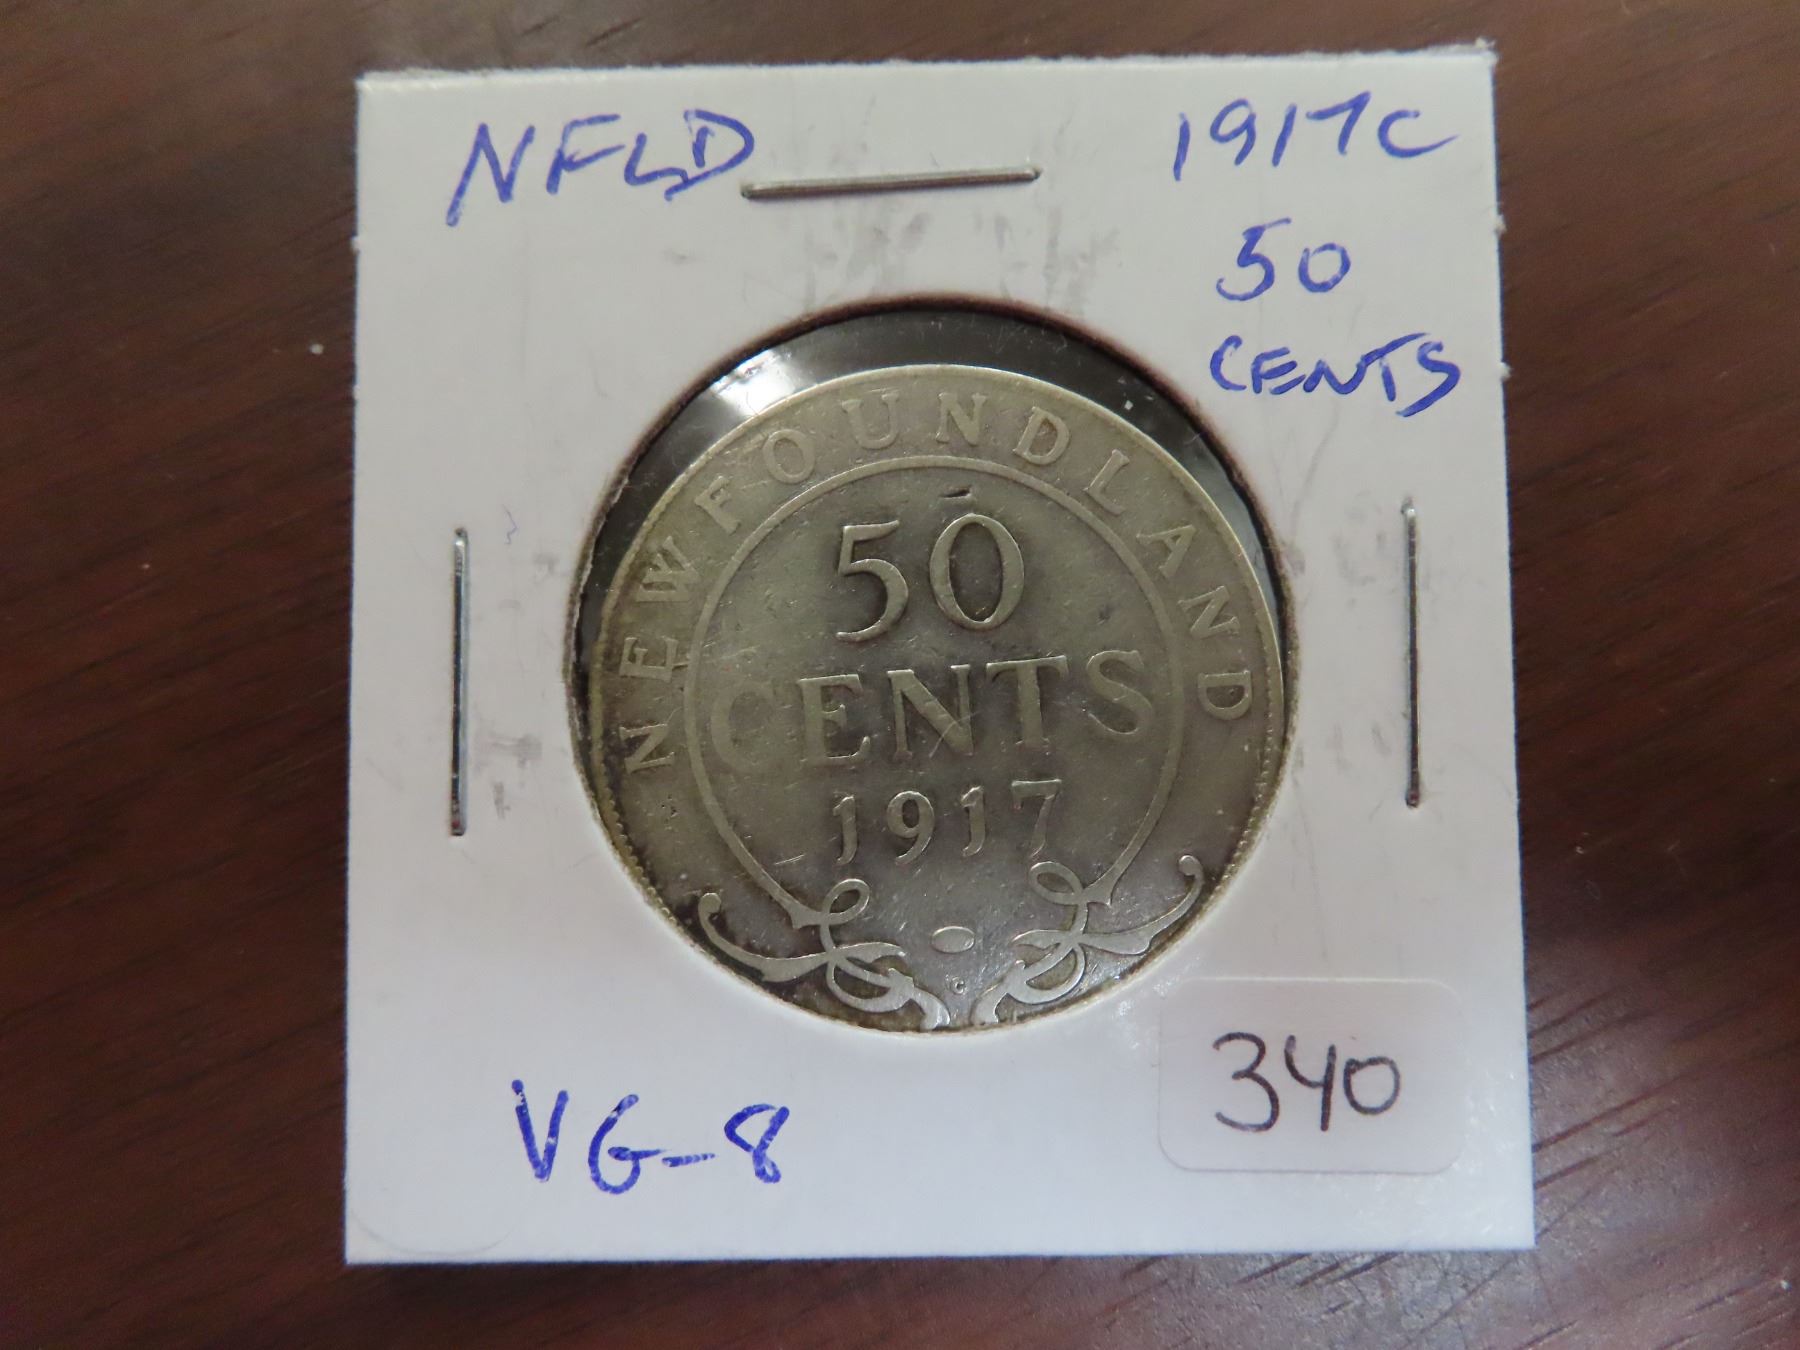 NFLD
1917C
50
CENTS
NEWFOUNDLAND
50
CENTS
1917
C
VG-8
340